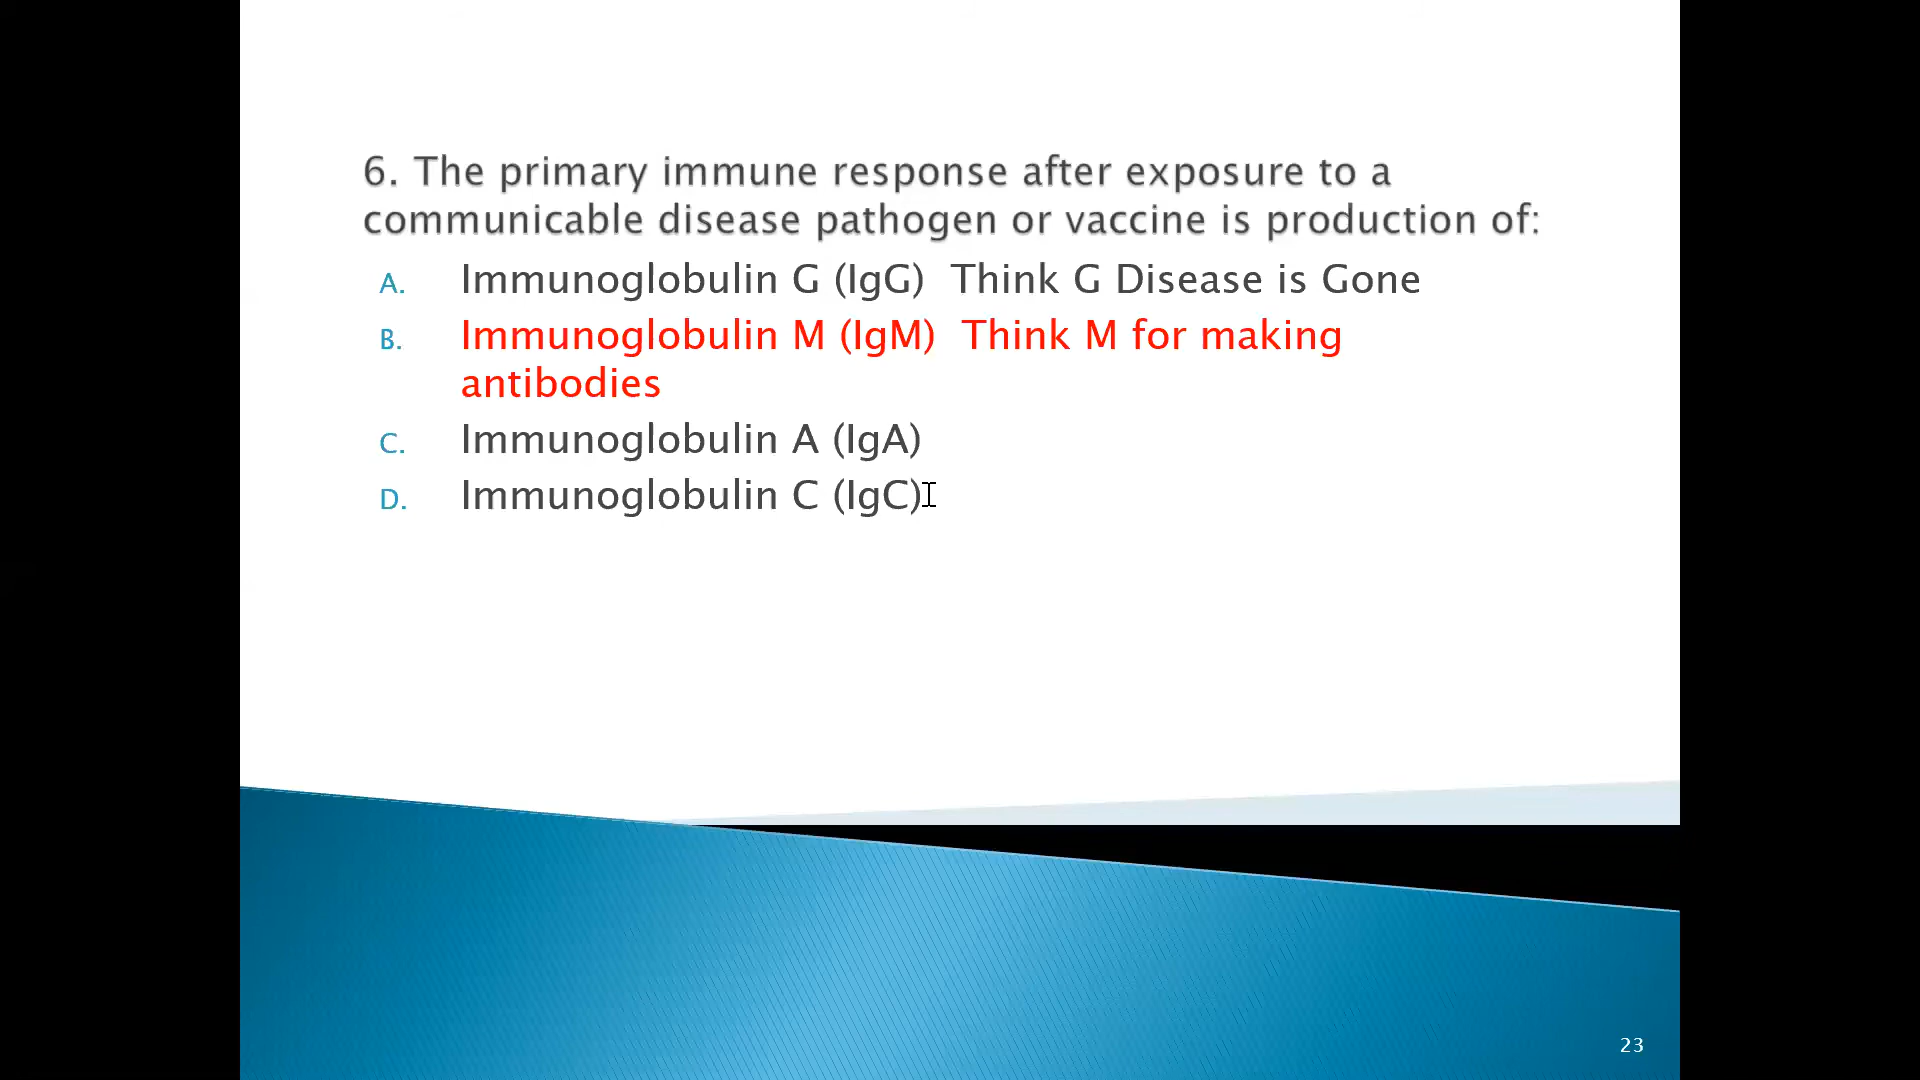 6. The primary immune response after exposure to a
communicable disease pathogen or vaccine is production of:
A. Immunoglobulin G (IgG)  Think G Disease is Gone
B. Immunoglobulin M (IgM)  Think M for making
antibodies
C. Immunoglobulin A (IgA)
D. Immunoglobulin C (IgC)
23